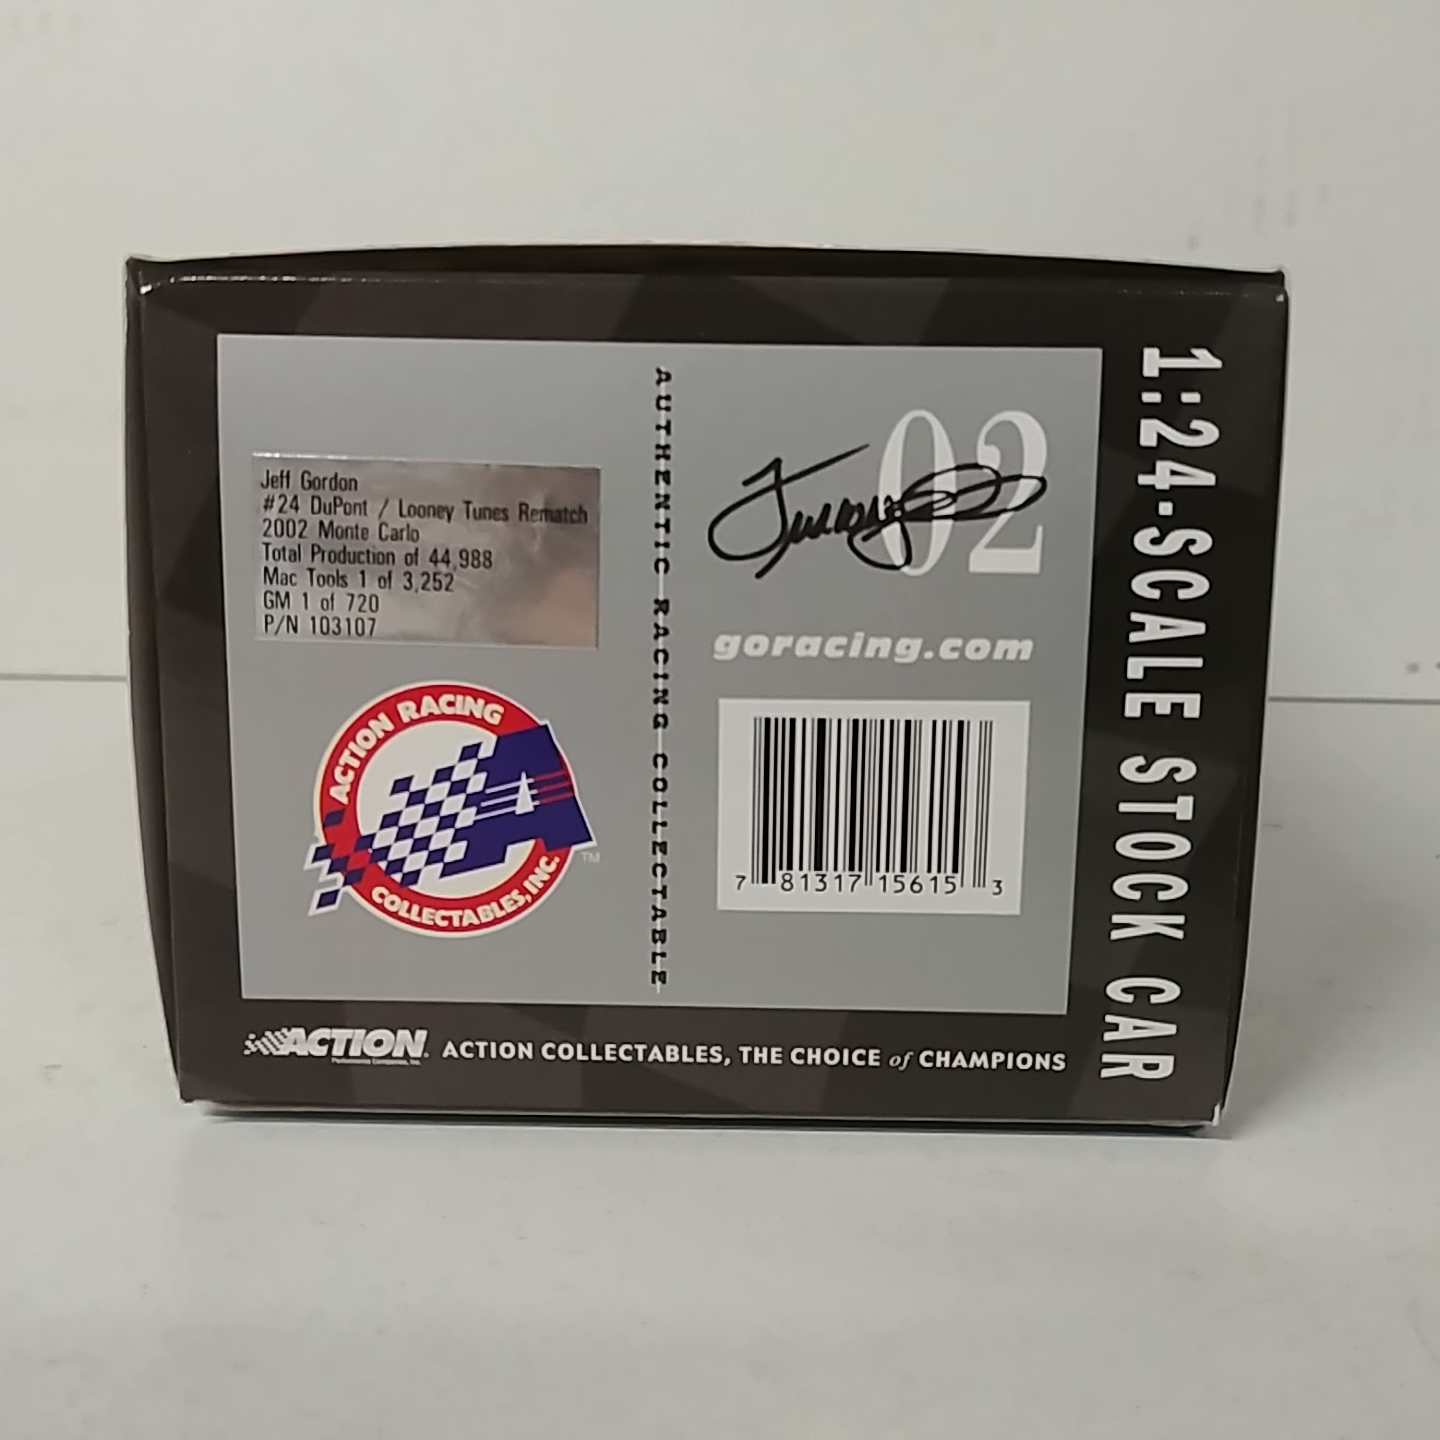 Jeff Gordon
#24 DuPont / Looney Tunes Rematch
2002 Monte Carlo
Total Production of 44,988
Mac Tools 1 of 3,252
GM 1 of 720
P/N 103107
ACTION RACING
COLLECTABLES, INC.
TM
AUTHENTIC RACING COLLECTABLE
02
goracing.com
7 81317 15615 3
1:24-SCALE STOCK CAR
ACTION
ACTION COLLECTABLES, THE CHOICE of CHAMPIONS